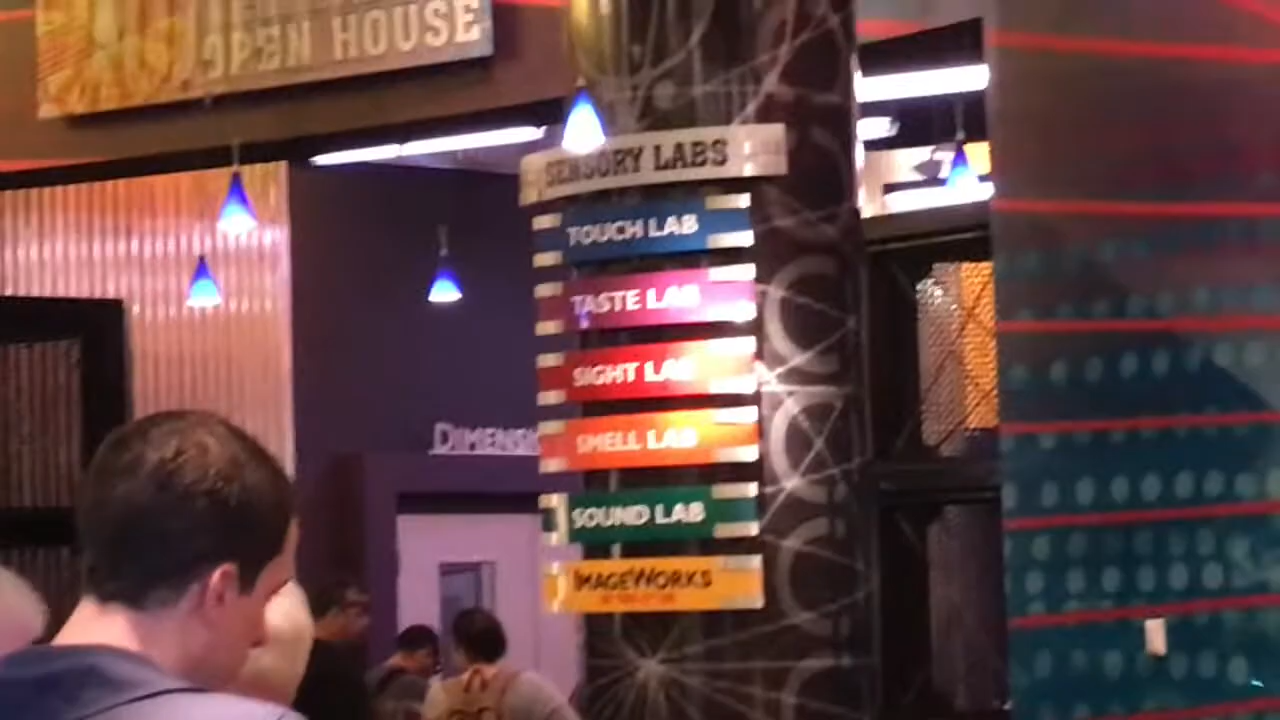 OPEN HOUSE
SENSORY LABS
TOUCH LAB
TASTE LAB
SIGHT LAB
SMELL LAB
SOUND LAB
IMAGEWORKS